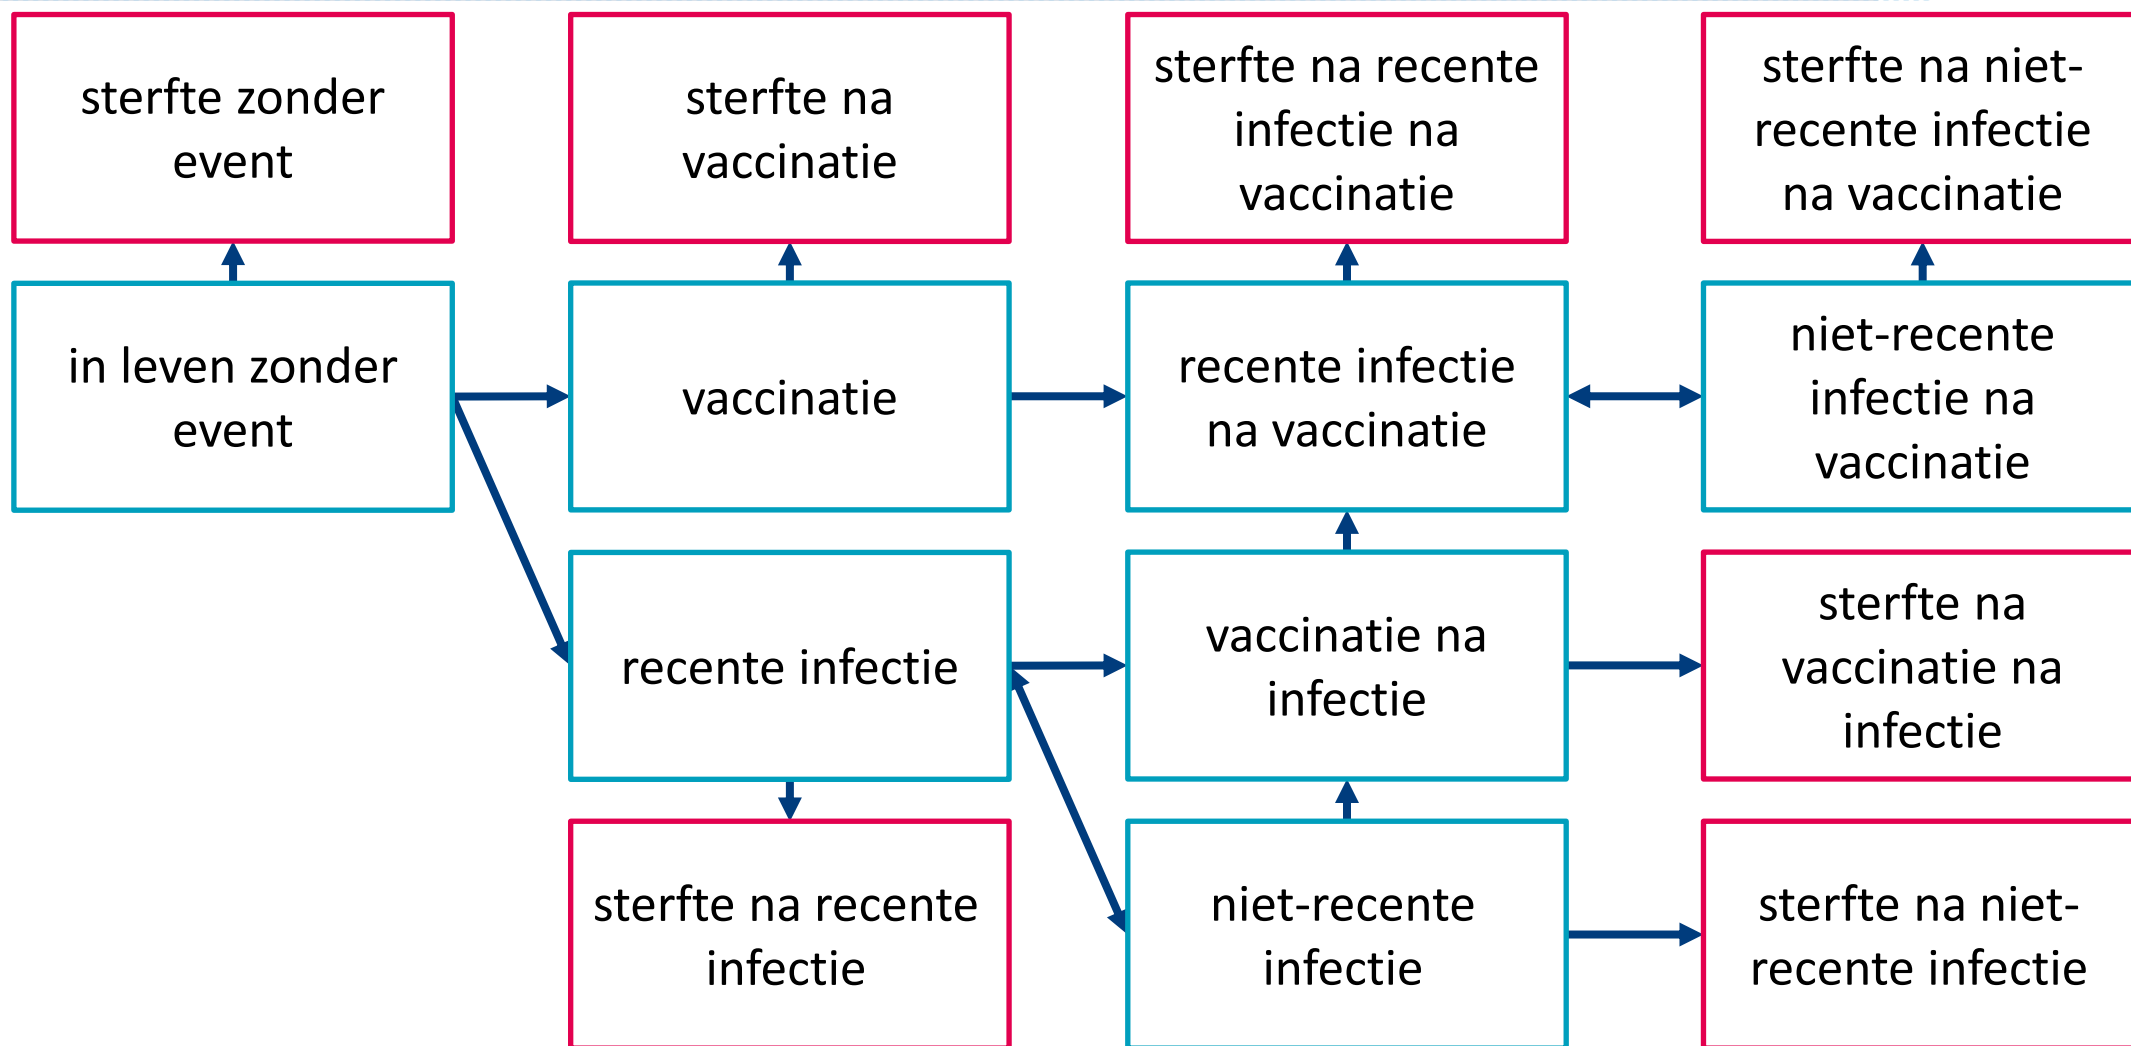 sterfte zonder
event
sterfte na
vaccinatie
sterfte na recente
infectie na
vaccinatie
sterfte na niet-
recente infectie
na vaccinatie
in leven zonder
event
vaccinatie
recente infectie
na vaccinatie
niet-recente
infectie na
vaccinatie
recente infectie
vaccinatie na
infectie
sterfte na
vaccinatie na
infectie
sterfte na recente
infectie
niet-recente
infectie
sterfte na niet-
recente infectie